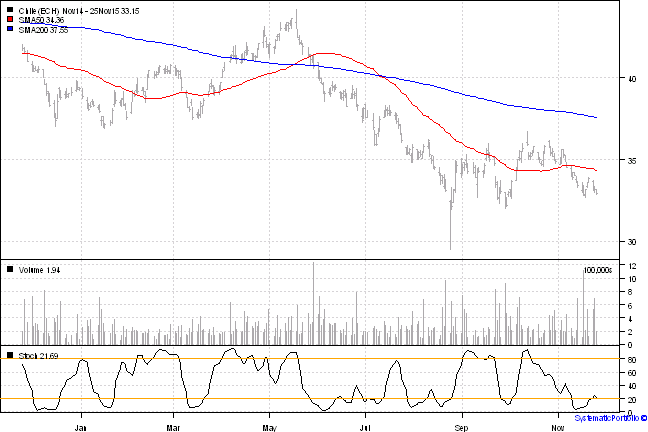 Chile (ECH) Nov14 - 25Nov15 33.15
SMA50 34.36
SMA200 37.55
40
35
30
Volume 1.94
100,000s
12
10
8
6
4
2
0
Stoch 21.69
80
60
40
20
0
Jan Mar May Jul Sep Nov
SystematicPortfolio ©